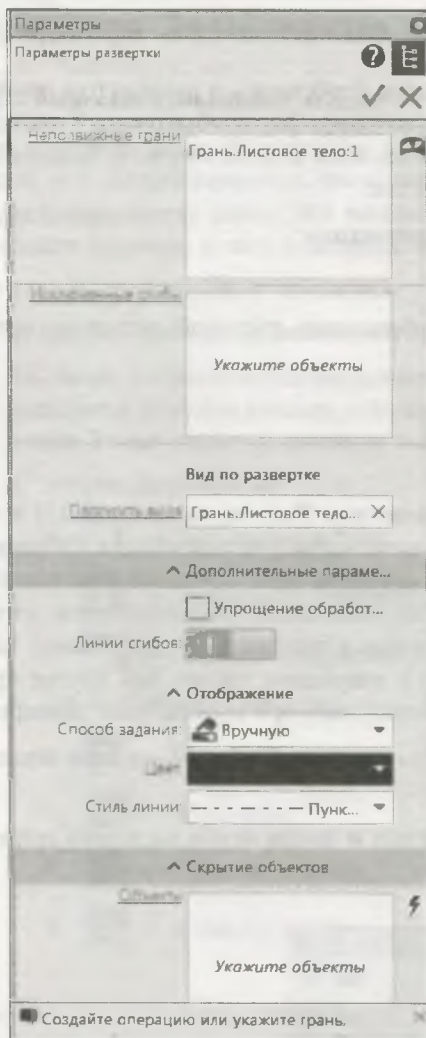 Параметры
Параметры развертки
Неподвижные грани
Грань.Листовое тело:1
Укажите объекты
Вид по развертке
Плоскость вида
Грань.Листовое тело...
Дополнительные параме...
Упрощение обработ...
Линии сгибов:
Отображение
Способ задания: Вручную
Цвет:
Стиль линии: Пунк...
Скрытие объектов
Объекты
Укажите объекты
Создайте операцию или укажите грань.